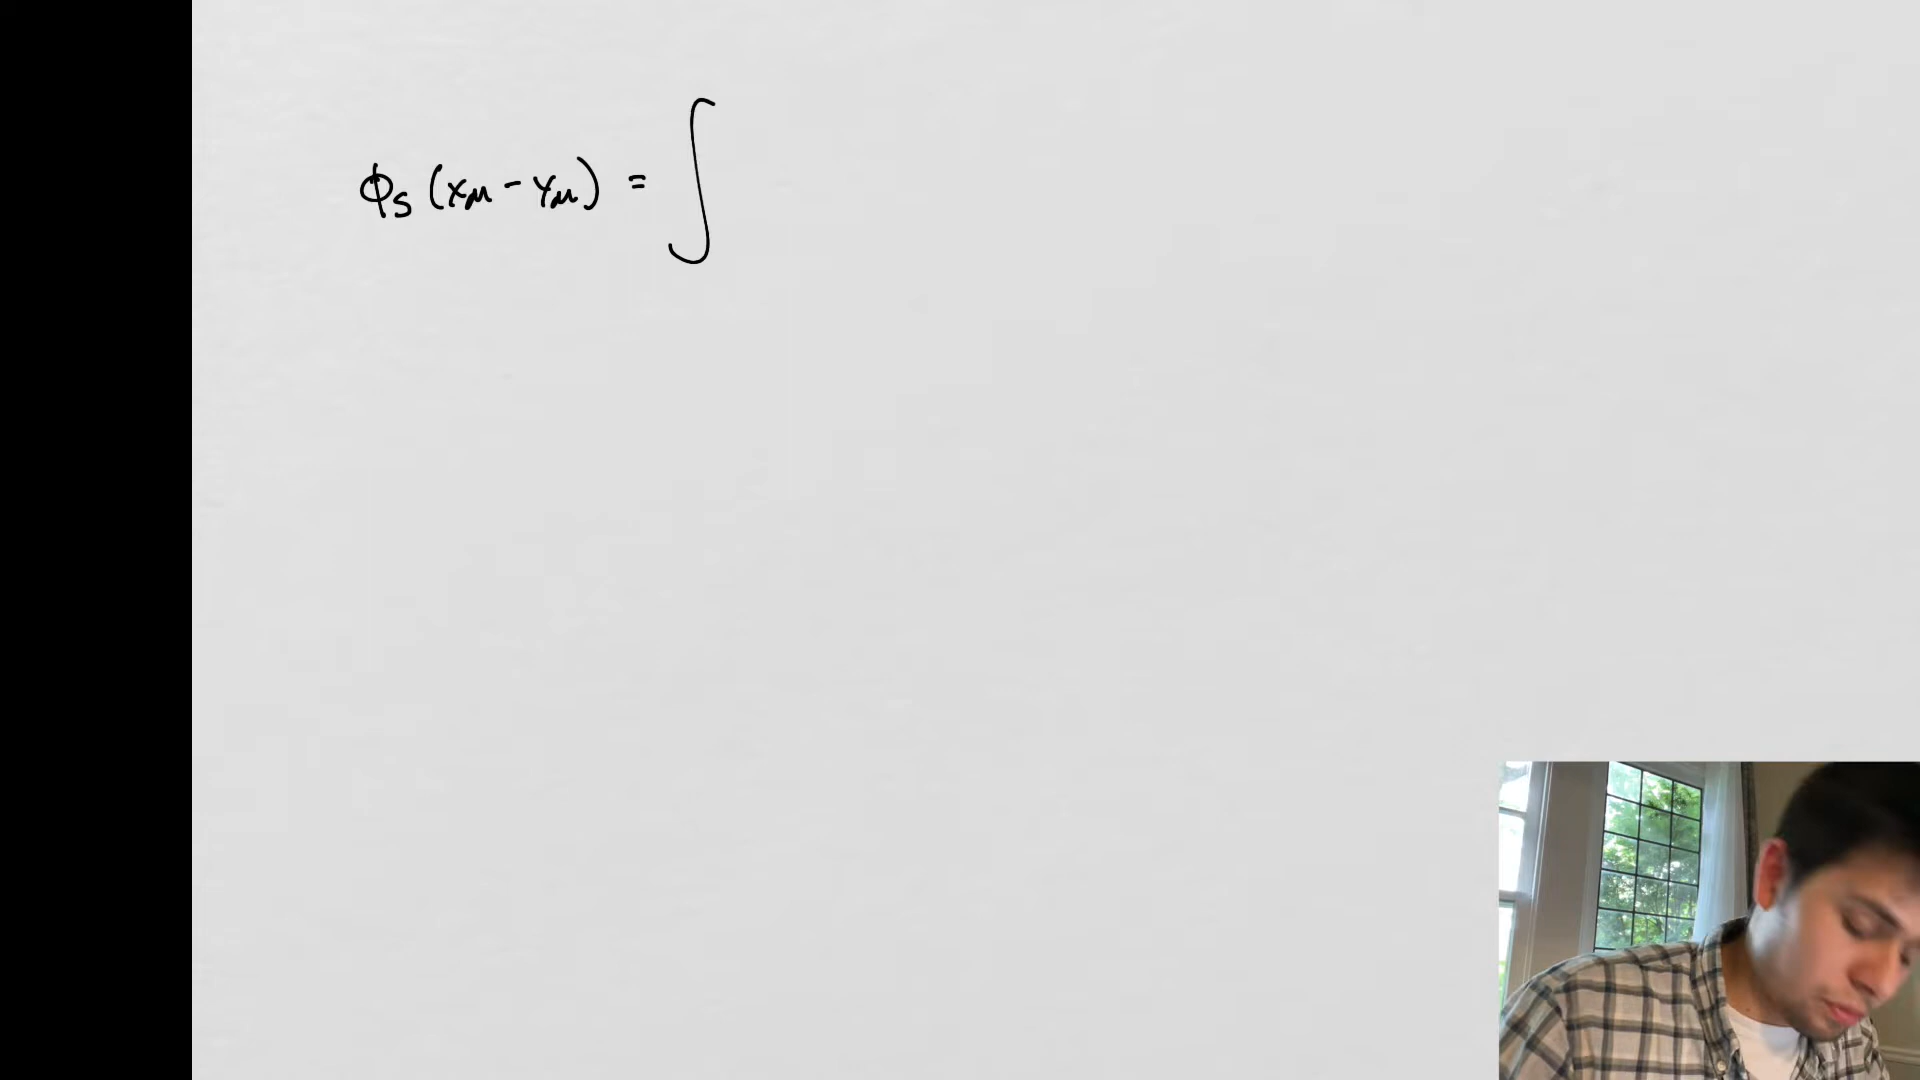 ϕ_S (x_μ - y_μ) = ∫